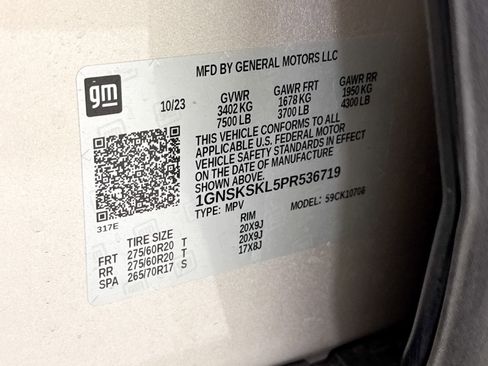 MFD BY GENERAL MOTORS LLC
gm
10/23
GVWR GAWR FRT GAWR RR
3402 KG 1678 KG 1950 KG
7500 LB 3700 LB 4300 LB
THIS VEHICLE CONFORMS TO ALL
APPLICABLE U.S. FEDERAL MOTOR
VEHICLE SAFETY STANDARDS IN EFFECT
ON THE DATE OF MANUFACTURE
1GNSKSKL5PR536719
TYPE: MPV MODEL: 59CK10706
317E
TIRE SIZE RIM
FRT 275/60R20 T 20X9J
RR 275/60R20 T 20X9J
SPA 265/70R17 S 17X8J